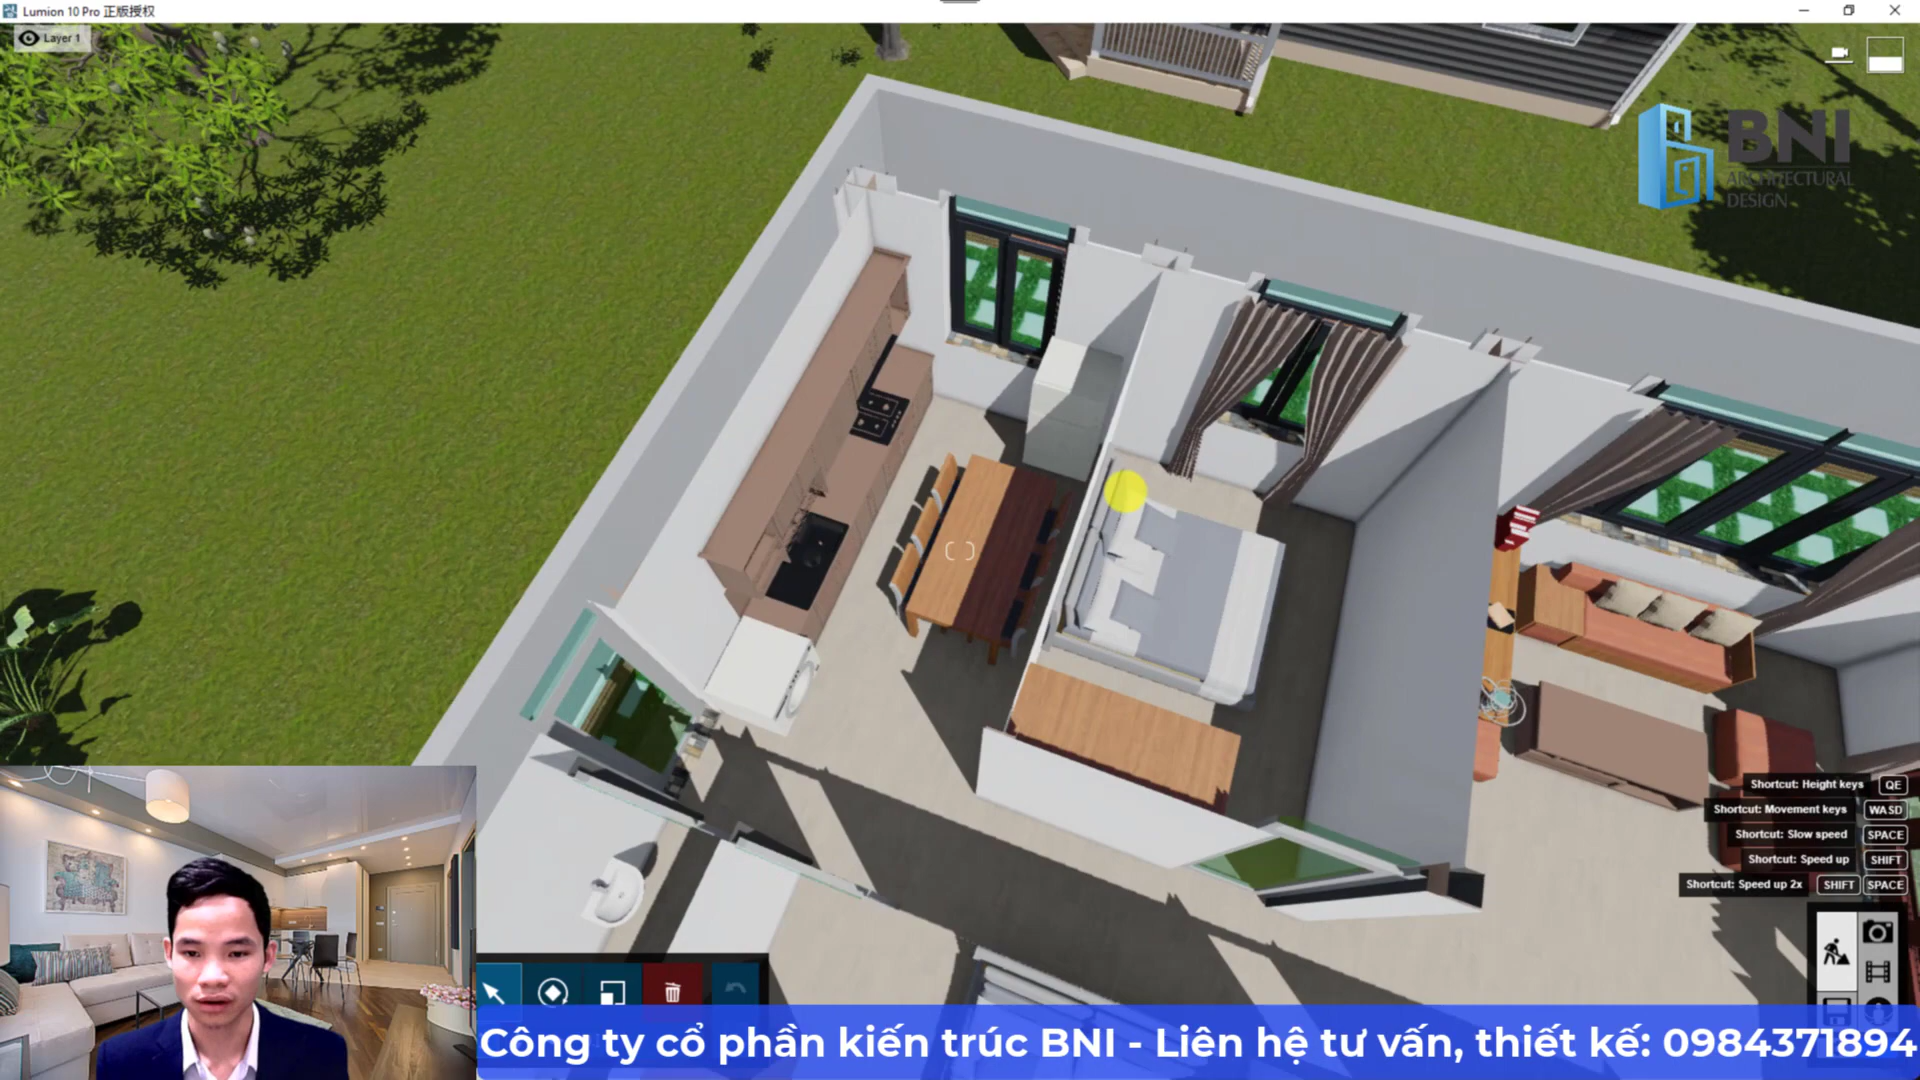 Lumion 10 Pro 正版授权
Layer 1
BNI
ARCHITECTURAL
DESIGN
Shortcut: Height keys QE
Shortcut: Movement keys WASD
Shortcut: Slow speed SPACE
Shortcut: Speed up SHIFT
Shortcut: Speed up 2x SHIFT SPACE
Công ty cổ phần kiến trúc BNI - Liên hệ tư vấn, thiết kế: 0984371894